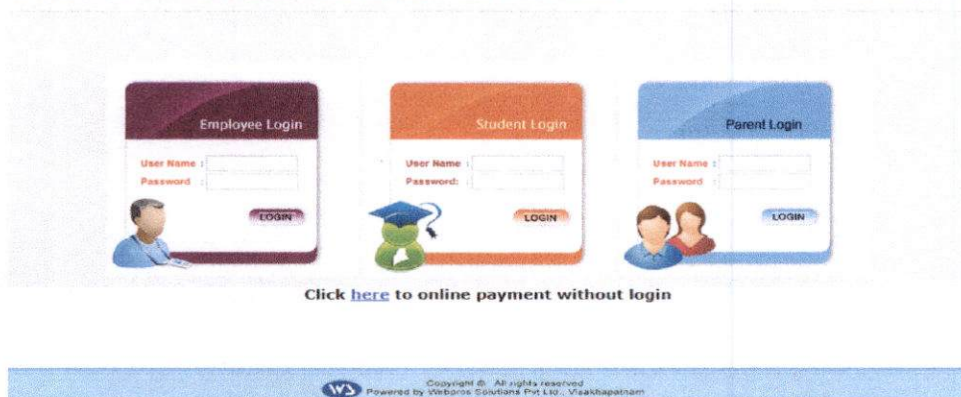 Employee Login
User Name :
Password :
LOGIN
Student Login
User Name :
Password: :
LOGIN
Parent Login
User Name :
Password :
LOGIN
Click here to online payment without login
WS
Copyright © All rights reserved
Powered by Webpros Solutions Pvt Ltd., Visakhapatnam